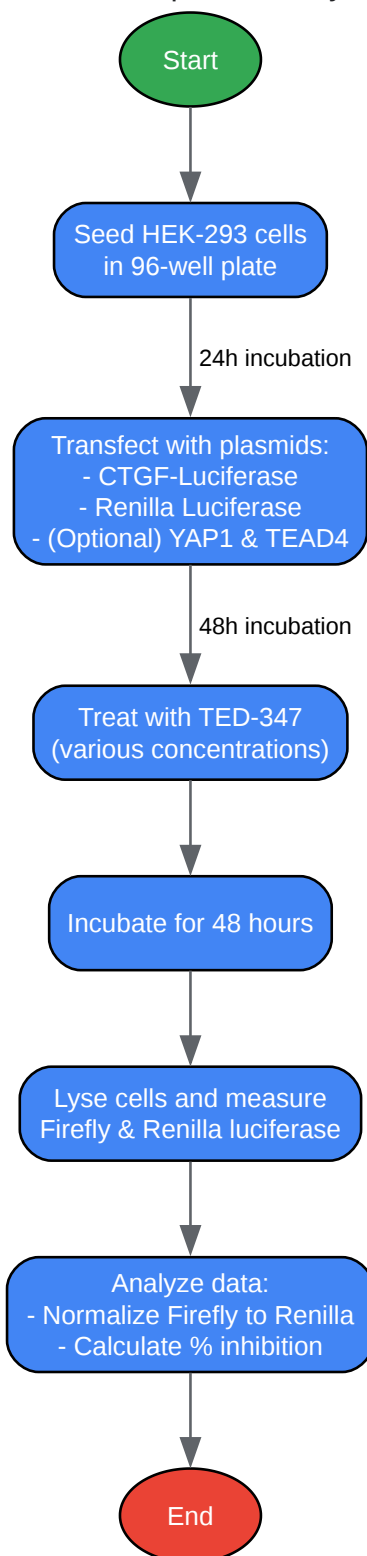 Start
Seed HEK-293 cells
in 96-well plate
24h incubation
Transfect with plasmids:
- CTGF-Luciferase
- Renilla Luciferase
- (Optional) YAP1 & TEAD4
48h incubation
Treat with TED-347
(various concentrations)
Incubate for 48 hours
Lyse cells and measure
Firefly & Renilla luciferase
Analyze data:
- Normalize Firefly to Renilla
- Calculate % inhibition
End